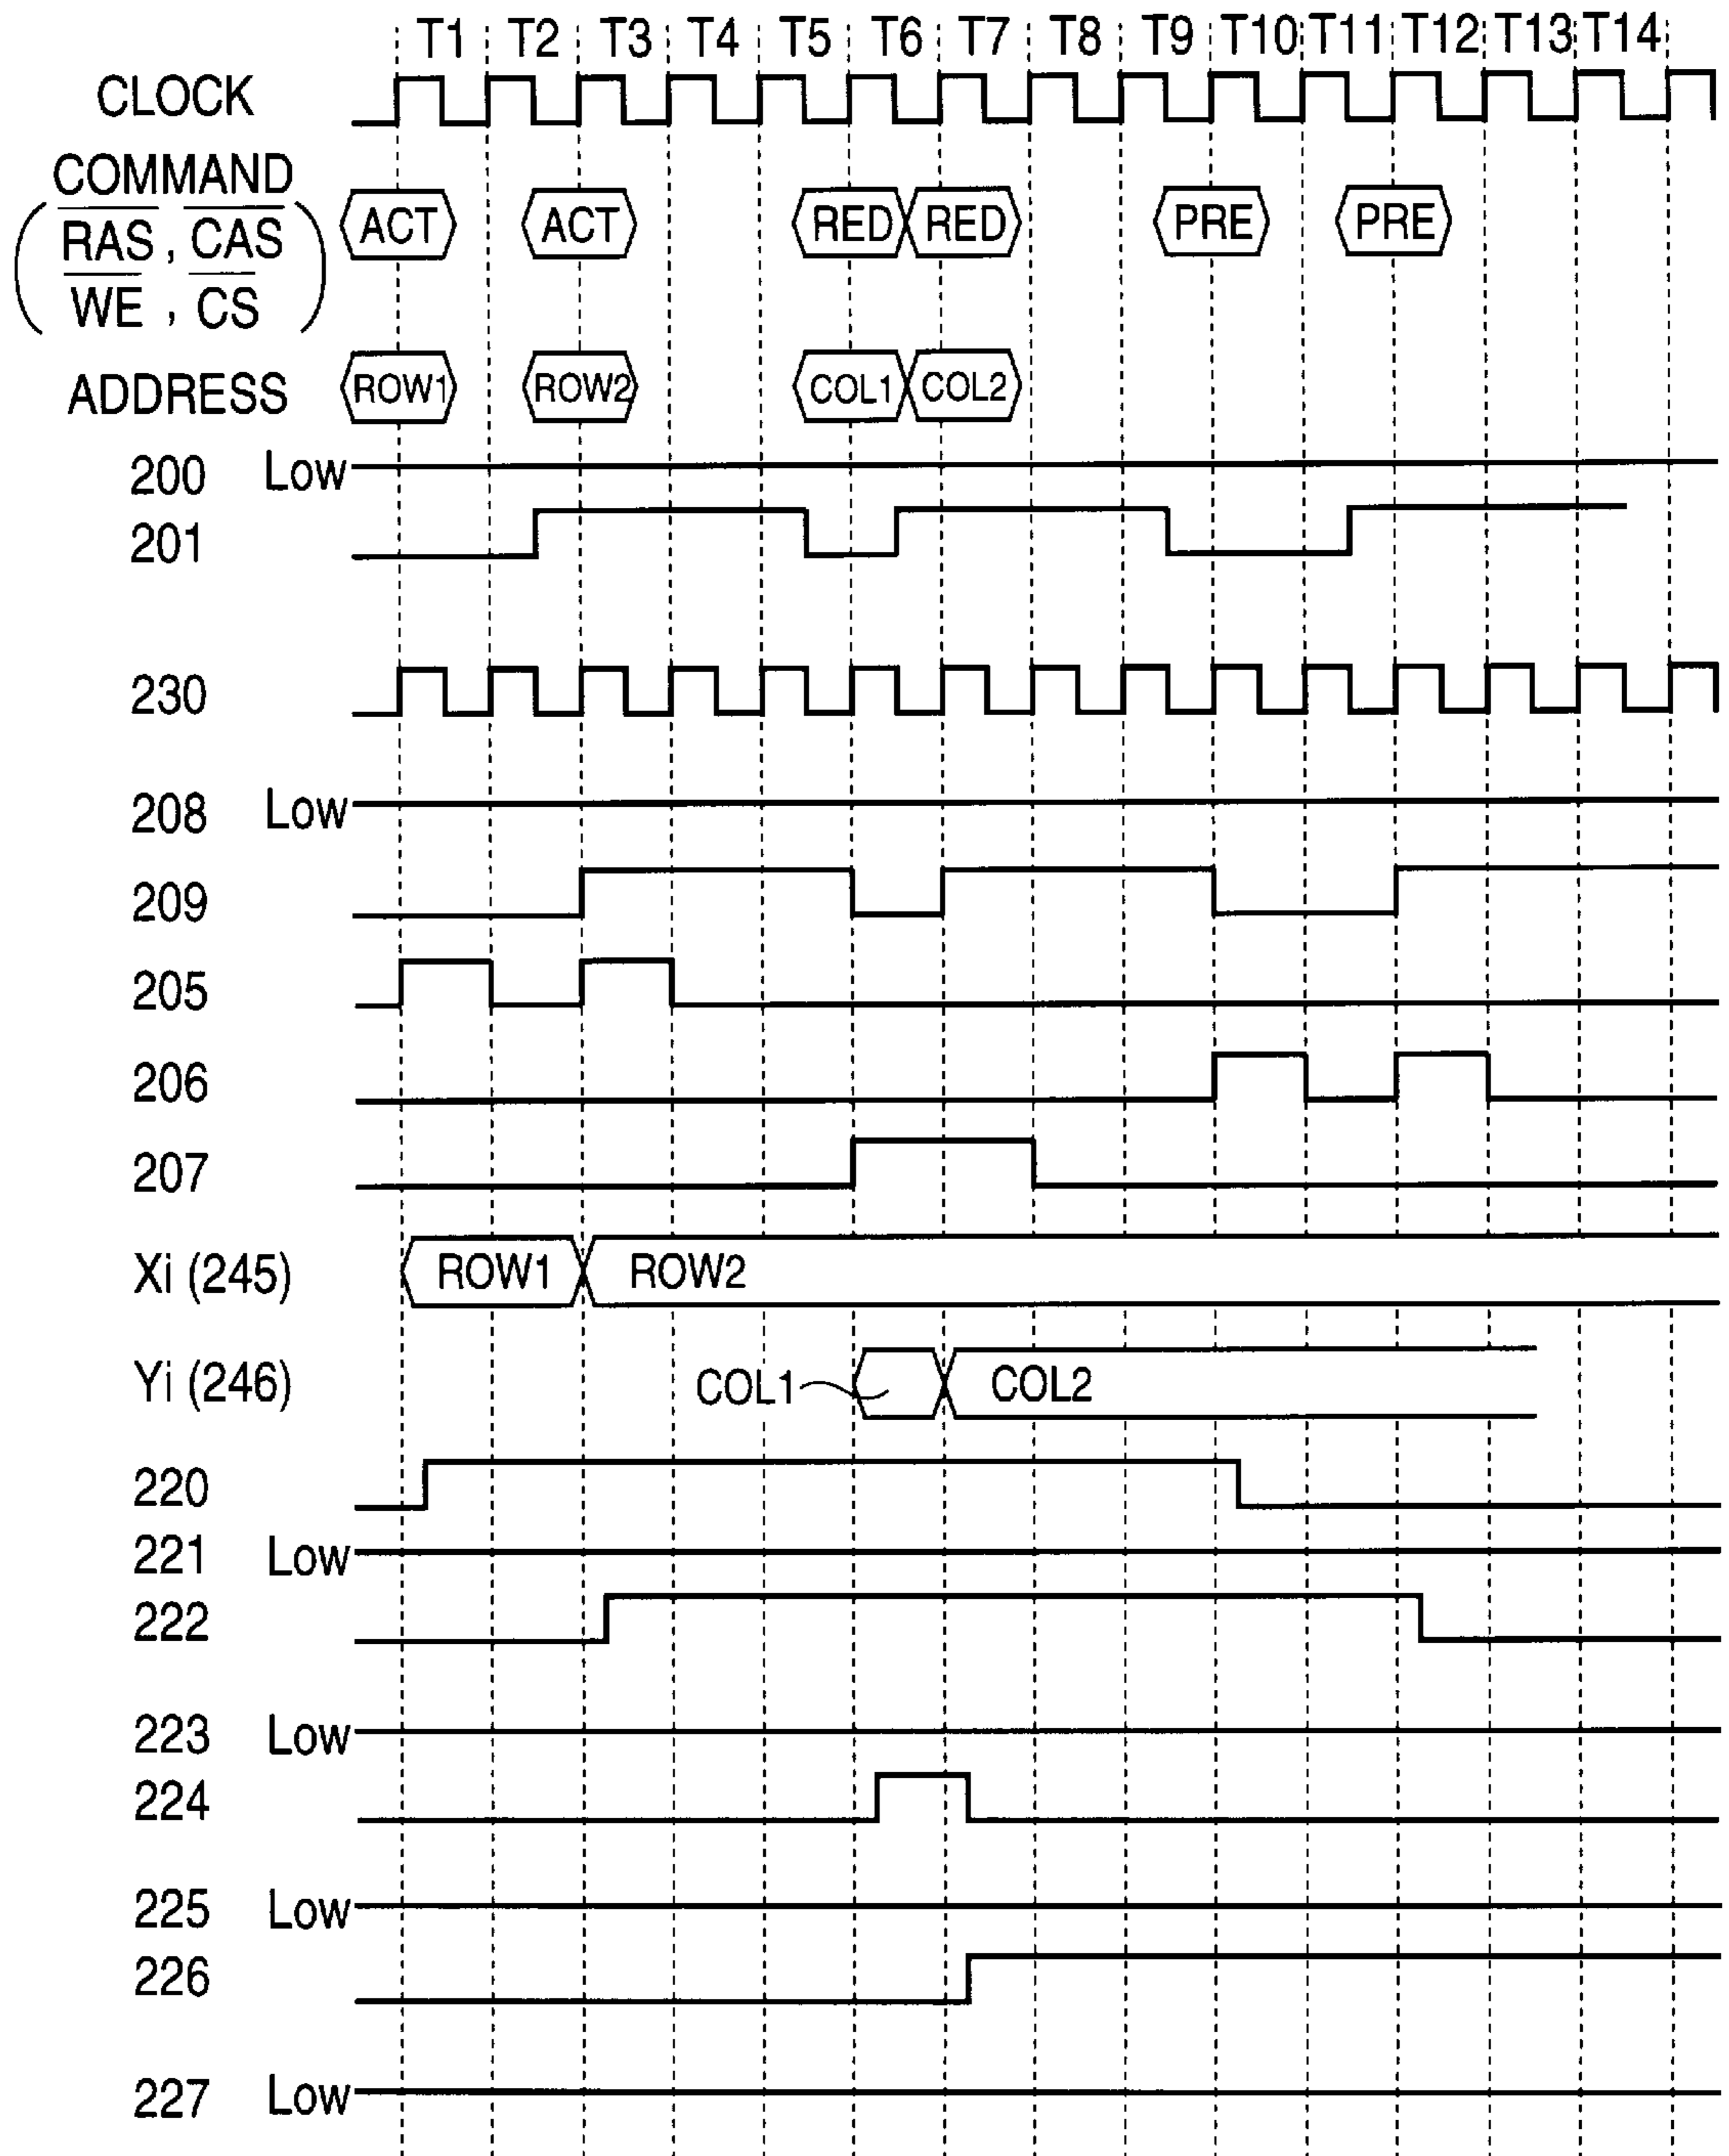 T1 T2 T3 T4 T5 T6 T7 T8 T9 T10 T11 T12 T13 T14
CLOCK
COMMAND
(RAS, CAS
WE, CS)
ACT ACT RED RED PRE PRE
ADDRESS ROW1 ROW2 COL1 COL2
200 Low
201
230
208 Low
209
205
206
207
Xi (245) ROW1 ROW2
Yi (246) COL1 COL2
220
221 Low
222
223 Low
224
225 Low
226
227 Low